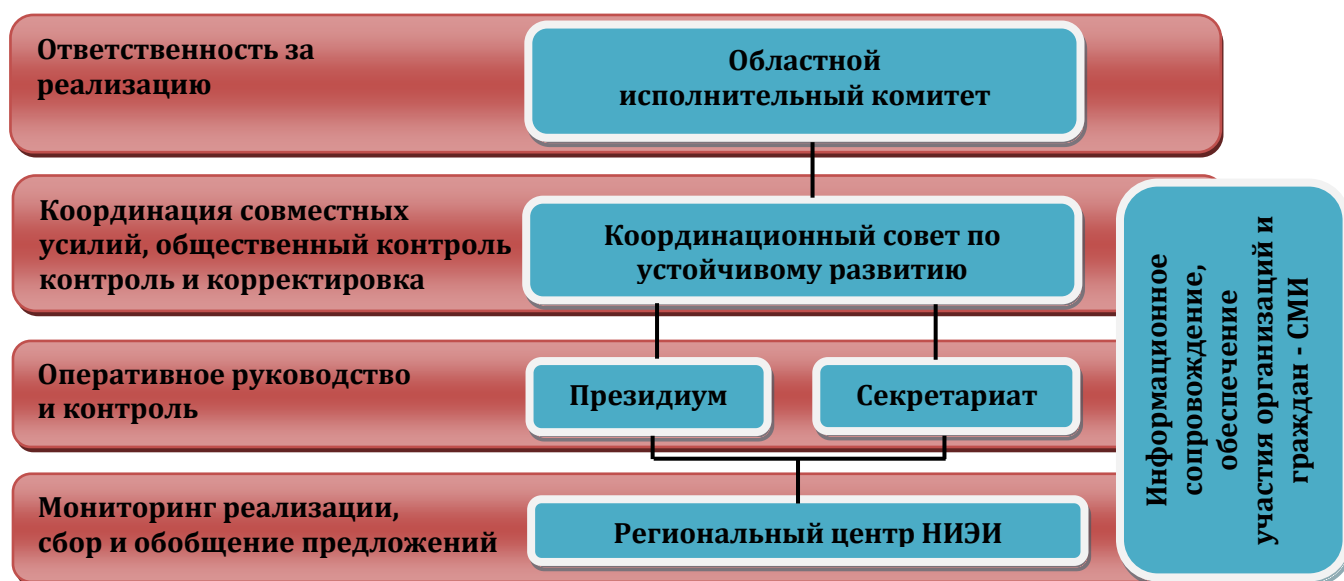 Ответственность за
реализацию
Областной
исполнительный комитет
Координация совместных
усилий, общественный контроль
контроль и корректировка
Координационный совет по
устойчивому развитию
Оперативное руководство
и контроль
Президиум
Секретариат
Мониторинг реализации,
сбор и обобщение предложений
Региональный центр НИЭИ
Информационное
сопровождение,
обеспечение
участия организаций и
граждан - СМИ